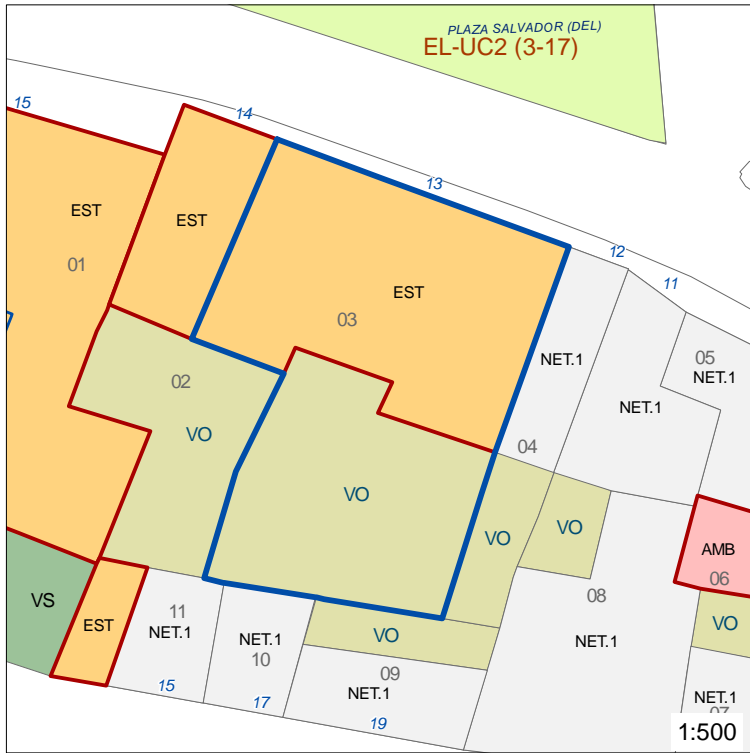 PLAZA SALVADOR (DEL)
EL-UC2 (3-17)
15
14
13
12
11
EST
EST
EST
01
03
02
VO
VO
NET.1
04
NET.1
05
NET.1
VO
VO
AMB
06
VO
VS
EST
11
NET.1
NET.1
10
VO
09
NET.1
08
NET.1
NET.1
07
15
17
19
1:500